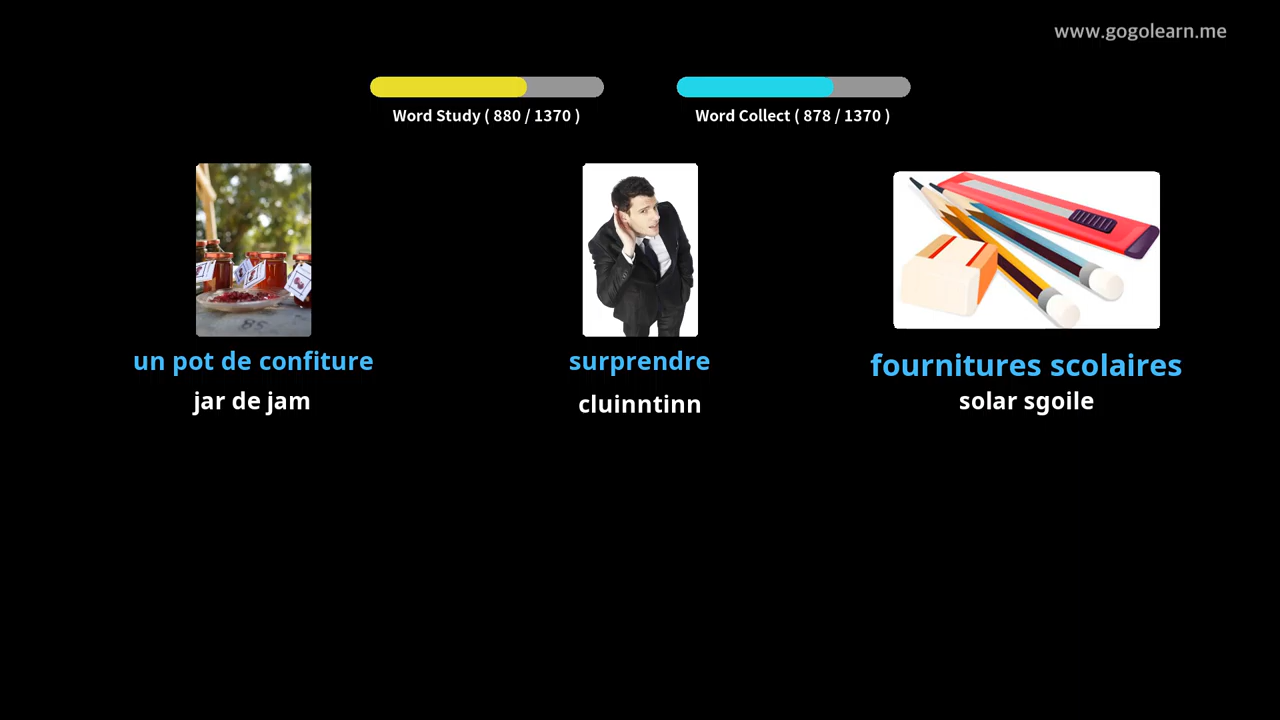 www.gogolearn.me
Word Study ( 880 / 1370 )
Word Collect ( 878 / 1370 )
un pot de confiture
jar de jam
surprendre
cluinntinn
fournitures scolaires
solar sgoile